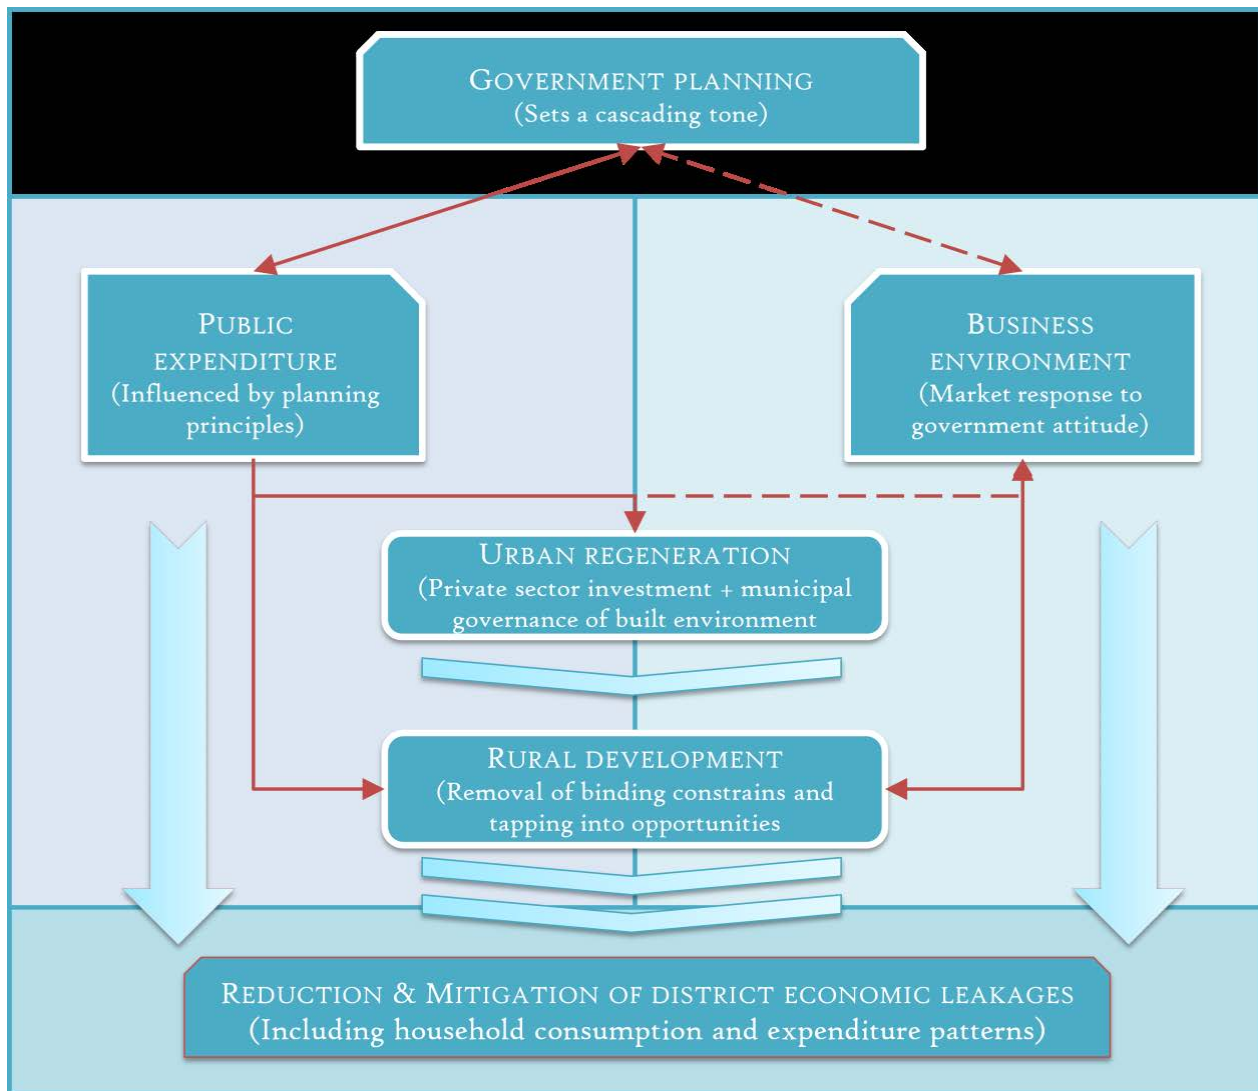 GOVERNMENT PLANNING
(Sets a cascading tone)
PUBLIC
EXPENDITURE
(Influenced by planning
principles)
BUSINESS
ENVIRONMENT
(Market response to
government attitude)
URBAN REGENERATION
(Private sector investment + municipal
governance of built environment
RURAL DEVELOPMENT
(Removal of binding constrains and
tapping into opportunities
REDUCTION & MITIGATION OF DISTRICT ECONOMIC LEAKAGES
(Including household consumption and expenditure patterns)